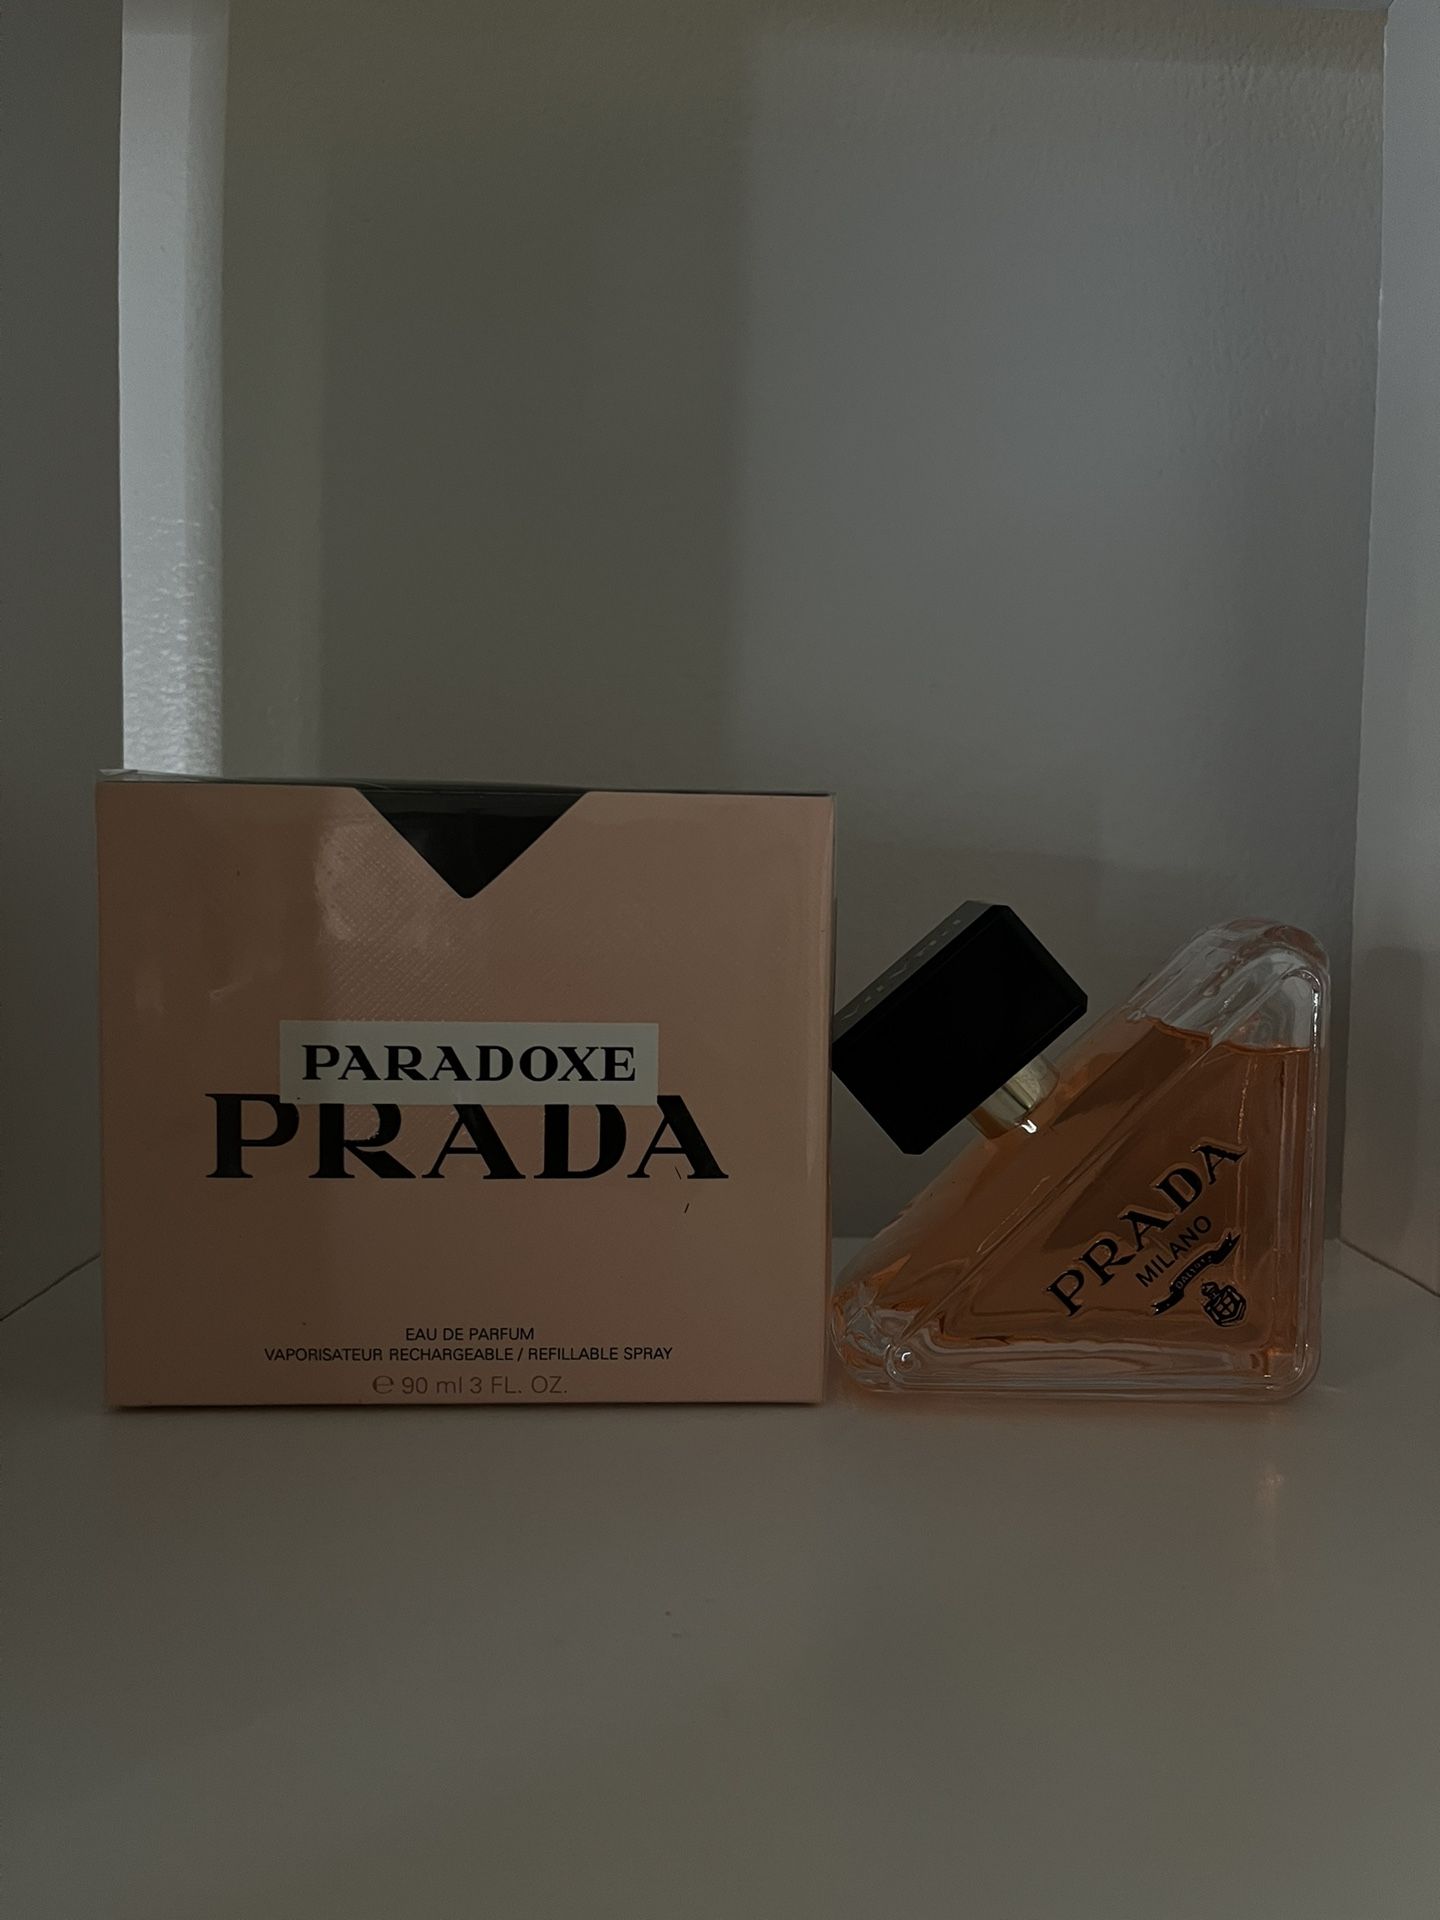 PARADOXE
PRADA
EAU DE PARFUM
VAPORISATEUR RECHARGEABLE / REFILLABLE SPRAY
℮ 90 ml 3 FL. OZ.
PRADA
MILANO